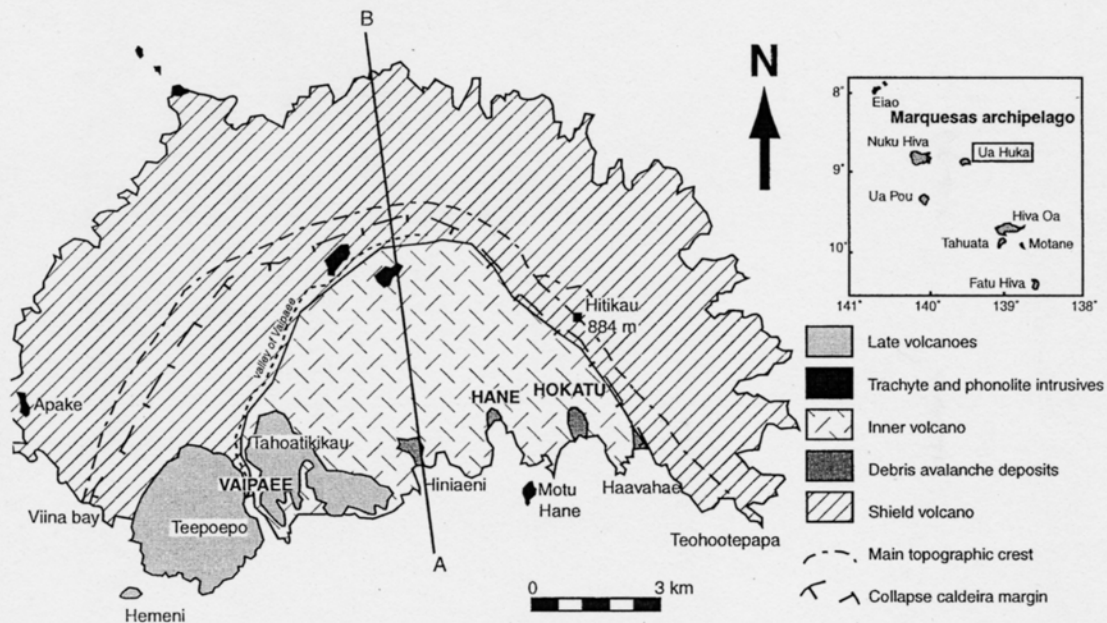 B
N
8°
Eiao
Marquesas archipelago
Nuku Hiva
Ua Huka
9°
Ua Pou
Hiva Oa
10°
Tahuata
Motane
Fatu Hiva
141°
140°
139°
138°
valley of Vaipaee
Hitikau
884 m
Apake
HANE
HOKATU
Tahoatikikau
VAIPAEE
Hiniaeni
Motu
Hane
Haavahae
Viina bay
Teepoepo
Teohootepapa
A
Hemeni
0
3 km
Late volcanoes
Trachyte and phonolite intrusives
Inner volcano
Debris avalanche deposits
Shield volcano
Main topographic crest
Collapse caldeira margin